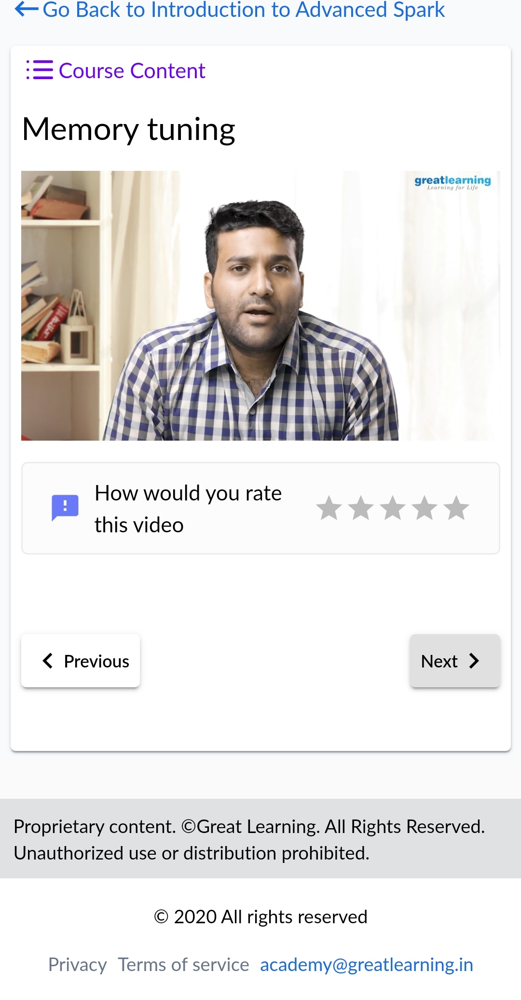 Go Back to Introduction to Advanced Spark
Course Content
Memory tuning
greatlearning
Learning for Life
How would you rate
this video
Previous
Next
Proprietary content. ©Great Learning. All Rights Reserved.
Unauthorized use or distribution prohibited.
© 2020 All rights reserved
Privacy Terms of service academy@greatlearning.in